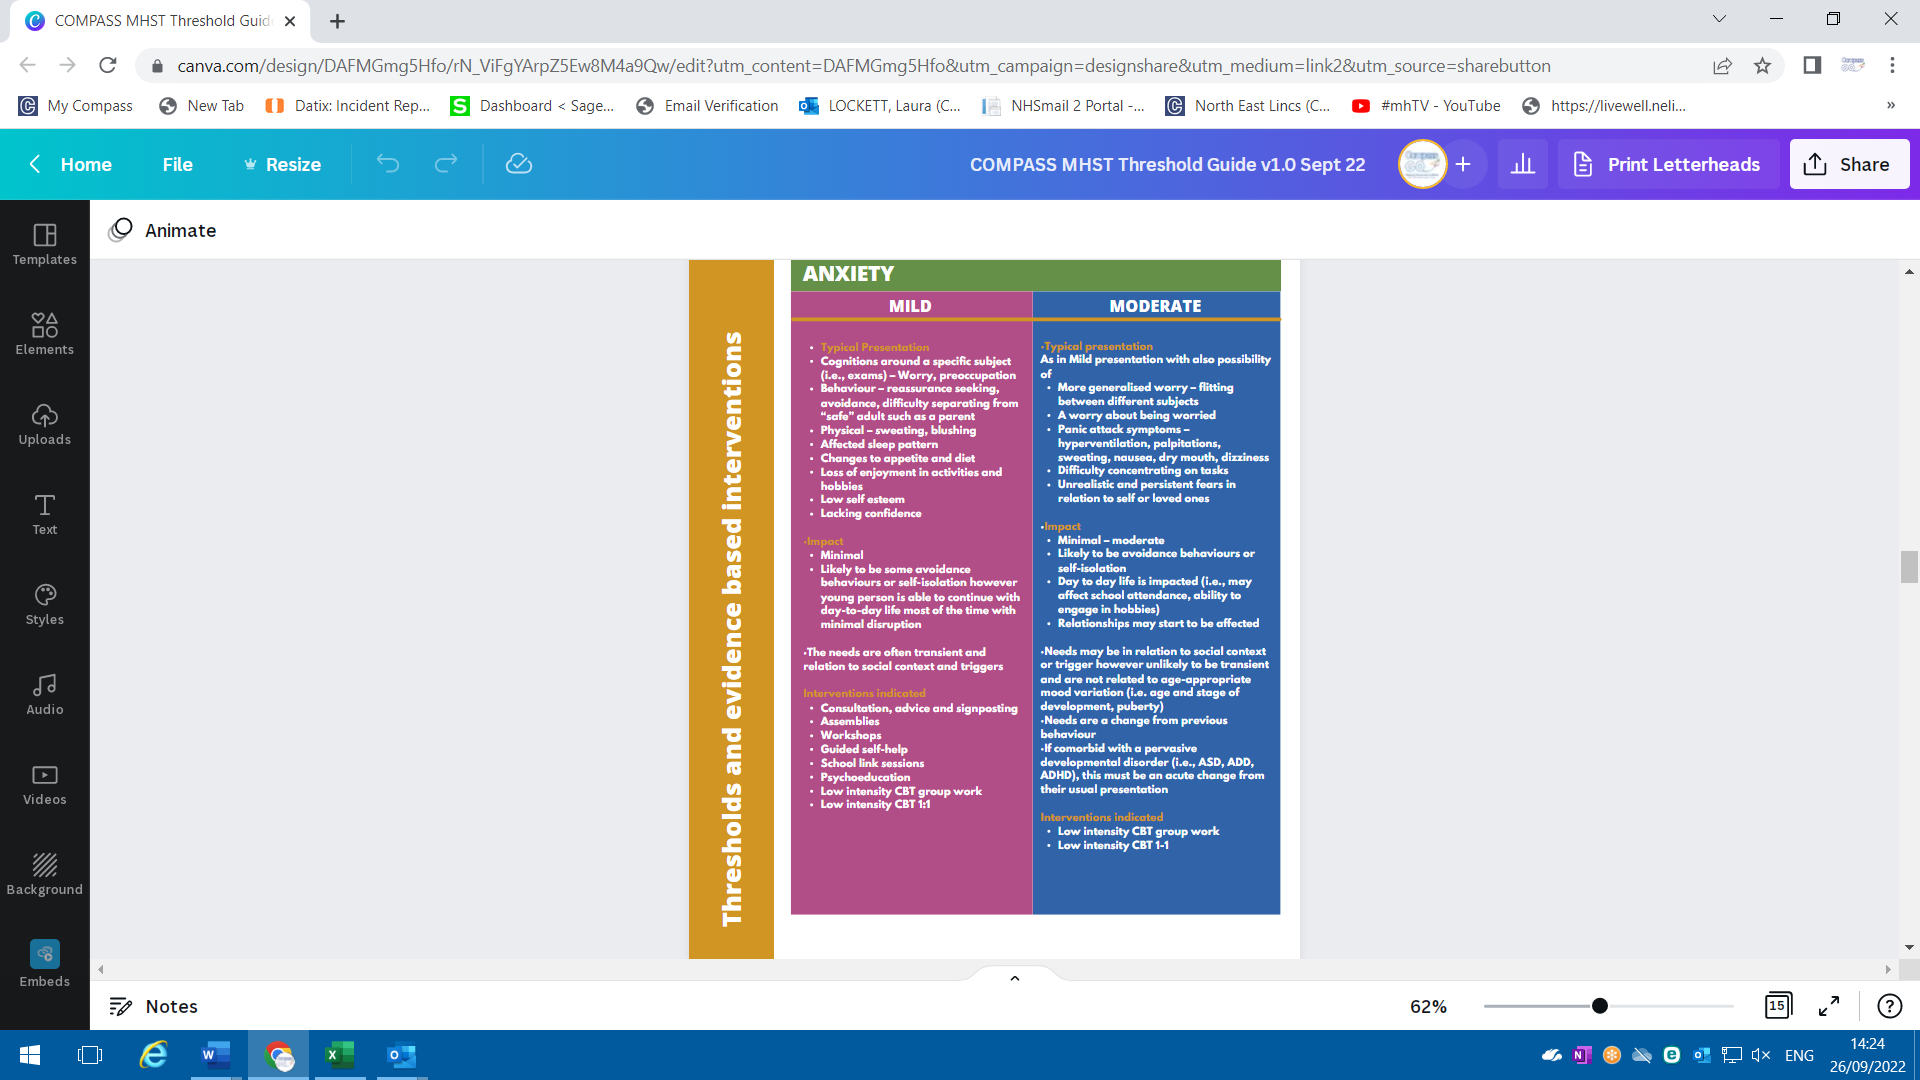 COMPASS MHST Threshold Guid
canva.com/design/DAFMGmg5Hfo/rN_ViFgYArpZ5Ew8M4a9Qw/edit?utm_content=DAFMGmg5Hfo&utm_campaign=designshare&utm_medium=link2&utm_source=sharebutton
My Compass
New Tab
Datix: Incident Rep...
Dashboard < Sage...
Email Verification
LOCKETT, Laura (C...
NHSmail 2 Portal -...
North East Lincs (C...
#mhTV - YouTube
https://livewell.neli...
»
Home
File
Resize
COMPASS MHST Threshold Guide v1.0 Sept 22
Print Letterheads
Share
Templates
Elements
Uploads
Text
Styles
Audio
Videos
Background
Embeds
Animate
Thresholds and evidence based interventions
ANXIETY
MILD
• Typical Presentation
• Cognitions around a specific subject
(i.e., exams) – Worry, preoccupation
• Behaviour – reassurance seeking,
avoidance, difficulty separating from
“safe” adult such as a parent
• Physical – sweating, blushing
• Affected sleep pattern
• Changes to appetite and diet
• Loss of enjoyment in activities and
hobbies
• Low self esteem
• Lacking confidence
•Impact
• Minimal
• Likely to be some avoidance
behaviours or self-isolation however
young person is able to continue with
day-to-day life most of the time with
minimal disruption
•The needs are often transient and
relation to social context and triggers
Interventions indicated
• Consultation, advice and signposting
• Assemblies
• Workshops
• Guided self-help
• School link sessions
• Psychoeducation
• Low intensity CBT group work
• Low intensity CBT 1:1
MODERATE
•Typical presentation
As in Mild presentation with also possibility
of
• More generalised worry – flitting
between different subjects
• A worry about being worried
• Panic attack symptoms –
hyperventilation, palpitations,
sweating, nausea, dry mouth, dizziness
• Difficulty concentrating on tasks
• Unrealistic and persistent fears in
relation to self or loved ones
•Impact
• Minimal – moderate
• Likely to be avoidance behaviours or
self-isolation
• Day to day life is impacted (i.e., may
affect school attendance, ability to
engage in hobbies)
• Relationships may start to be affected
•Needs may be in relation to social context
or trigger however unlikely to be transient
and are not related to age-appropriate
mood variation (i.e. age and stage of
development, puberty)
•Needs are a change from previous
behaviour
•If comorbid with a pervasive
developmental disorder (i.e., ASD, ADD,
ADHD), this must be an acute change from
their usual presentation
Interventions indicated
• Low intensity CBT group work
• Low intensity CBT 1-1
Notes
62%
15
ENG
14:24
26/09/2022